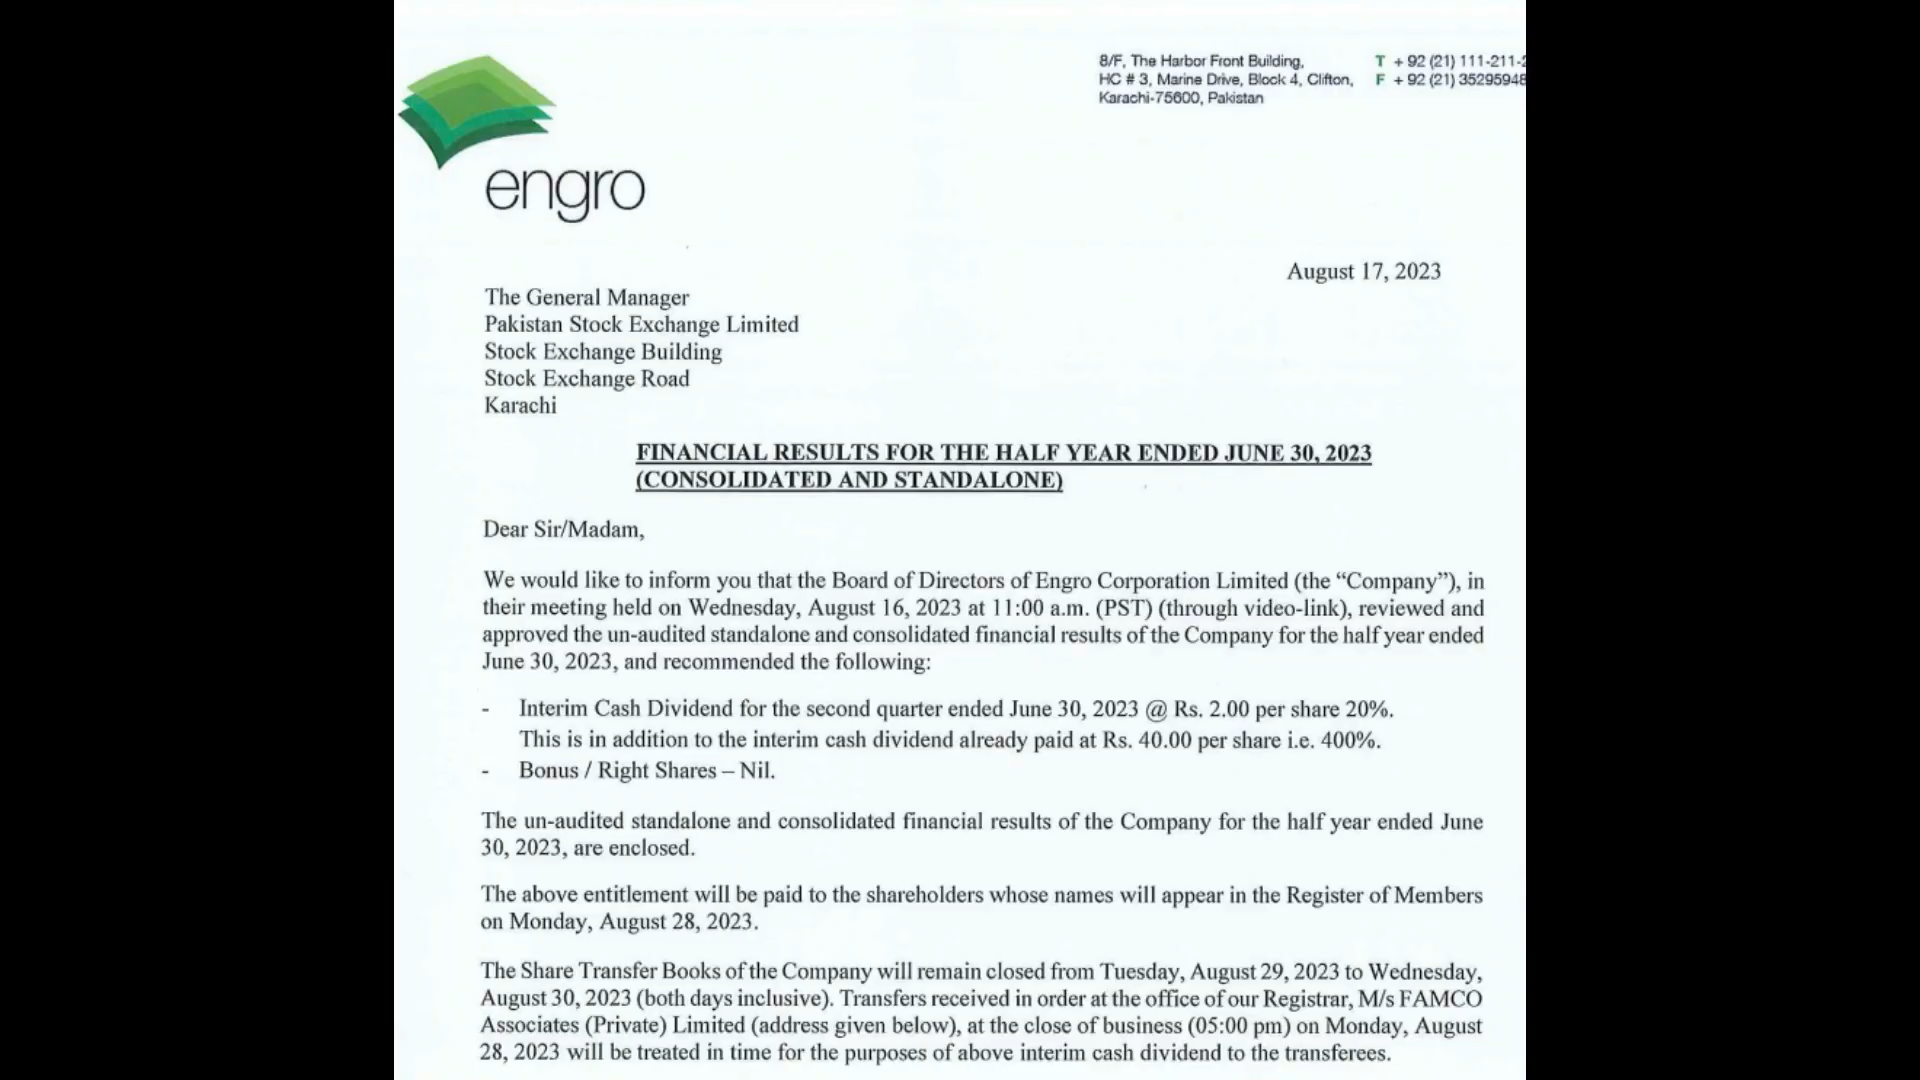 8/F, The Harbor Front Building,
HC # 3, Marine Drive, Block 4, Clifton,
Karachi-75600, Pakistan
T + 92 (21) 111-211-2
F + 92 (21) 35295948
engro
August 17, 2023
The General Manager
Pakistan Stock Exchange Limited
Stock Exchange Building
Stock Exchange Road
Karachi
FINANCIAL RESULTS FOR THE HALF YEAR ENDED JUNE 30, 2023
(CONSOLIDATED AND STANDALONE)
Dear Sir/Madam,
We would like to inform you that the Board of Directors of Engro Corporation Limited (the “Company”), in
their meeting held on Wednesday, August 16, 2023 at 11:00 a.m. (PST) (through video-link), reviewed and
approved the un-audited standalone and consolidated financial results of the Company for the half year ended
June 30, 2023, and recommended the following:
- Interim Cash Dividend for the second quarter ended June 30, 2023 @ Rs. 2.00 per share 20%.
This is in addition to the interim cash dividend already paid at Rs. 40.00 per share i.e. 400%.
- Bonus / Right Shares – Nil.
The un-audited standalone and consolidated financial results of the Company for the half year ended June
30, 2023, are enclosed.
The above entitlement will be paid to the shareholders whose names will appear in the Register of Members
on Monday, August 28, 2023.
The Share Transfer Books of the Company will remain closed from Tuesday, August 29, 2023 to Wednesday,
August 30, 2023 (both days inclusive). Transfers received in order at the office of our Registrar, M/s FAMCO
Associates (Private) Limited (address given below), at the close of business (05:00 pm) on Monday, August
28, 2023 will be treated in time for the purposes of above interim cash dividend to the transferees.